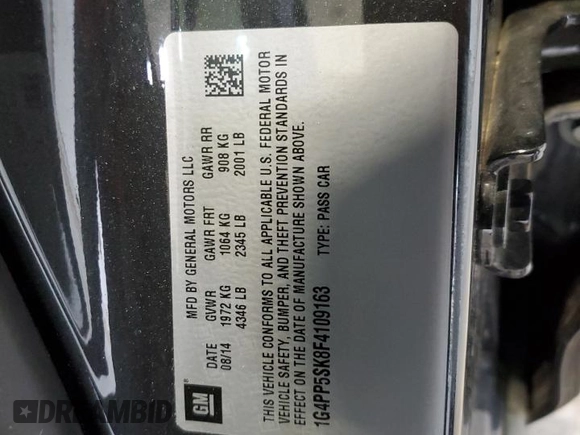 GM
MFD BY GENERAL MOTORS LLC
DATE GVWR GAWR FRT GAWR RR
08/14 1972 KG 1064 KG 908 KG
4346 LB 2345 LB 2001 LB
THIS VEHICLE CONFORMS TO ALL APPLICABLE U.S. FEDERAL MOTOR
VEHICLE SAFETY, BUMPER, AND THEFT PREVENTION STANDARDS IN
EFFECT ON THE DATE OF MANUFACTURE SHOWN ABOVE.
1G4PP5SK8F4109163 TYPE: PASS CAR
DEALERS UNITED